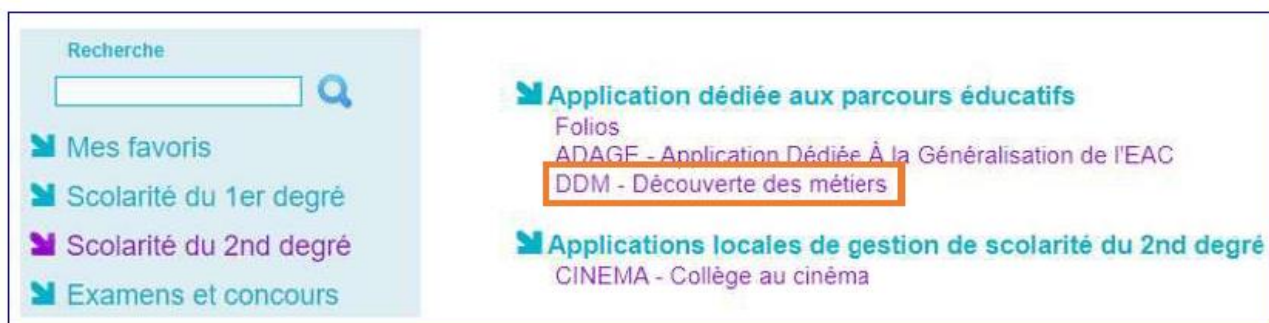 Recherche
Mes favoris
Scolarité du 1er degré
Scolarité du 2nd degré
Examens et concours
Application dédiée aux parcours éducatifs
Folios
ADAGE - Application Dédiée À la Généralisation de l'EAC
DDM - Découverte des métiers
Applications locales de gestion de scolarité du 2nd degré
CINEMA - Collège au cinéma